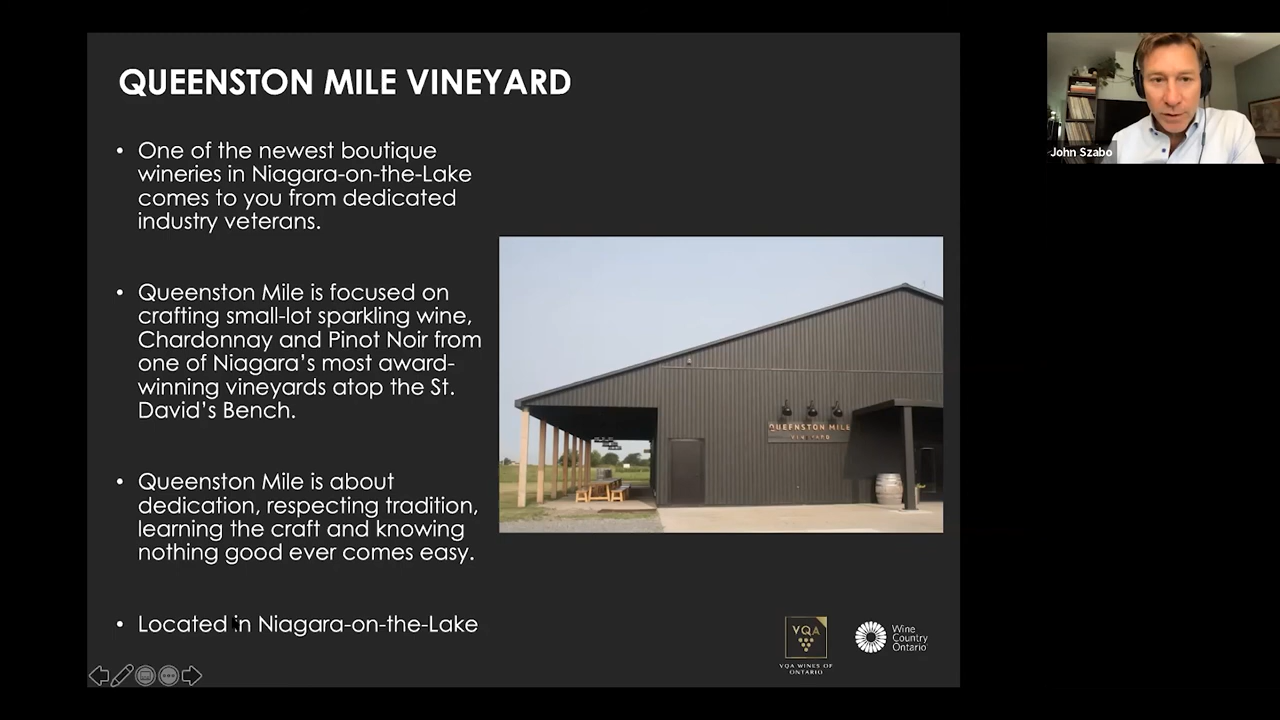 QUEENSTON MILE VINEYARD
• One of the newest boutique
wineries in Niagara-on-the-Lake
comes to you from dedicated
industry veterans.
• Queenston Mile is focused on
crafting small-lot sparkling wine,
Chardonnay and Pinot Noir from
one of Niagara's most award-
winning vineyards atop the St.
David's Bench.
• Queenston Mile is about
dedication, respecting tradition,
learning the craft and knowing
nothing good ever comes easy.
• Located in Niagara-on-the-Lake
QUEENSTON MILE
VINEYARD
VQA
VQA WINES OF
ONTARIO
Wine
Country
Ontario
John Szabo